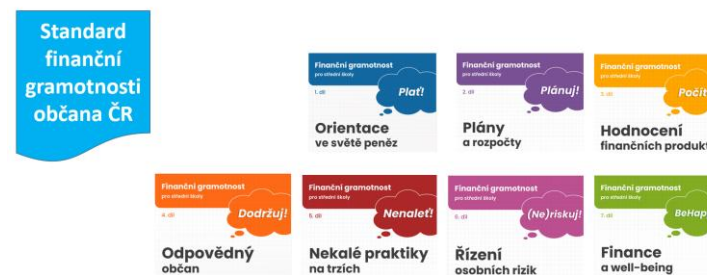 Standard
finanční
gramotnosti
občana ČR
Finanční gramotnost
pro střední školy
1. díl
Plať!
Orientace
ve světě peněz
Finanční gramotnost
pro střední školy
2. díl
Plánuj!
Plány
a rozpočty
Finanční gramotnost
pro střední školy
3. díl
Počít
Hodnocení
finančních produkt
Finanční gramotnost
pro střední školy
4. díl
Dodržuj!
Odpovědný
občan
Finanční gramotnost
pro střední školy
5. díl
Nenaleť!
Nekalé praktiky
na trzích
Finanční gramotnost
pro střední školy
6. díl
(Ne)riskuj!
Řízení
osobních rizik
Finanční gramotnost
pro střední školy
7. díl
BeHap
Finance
a well-being